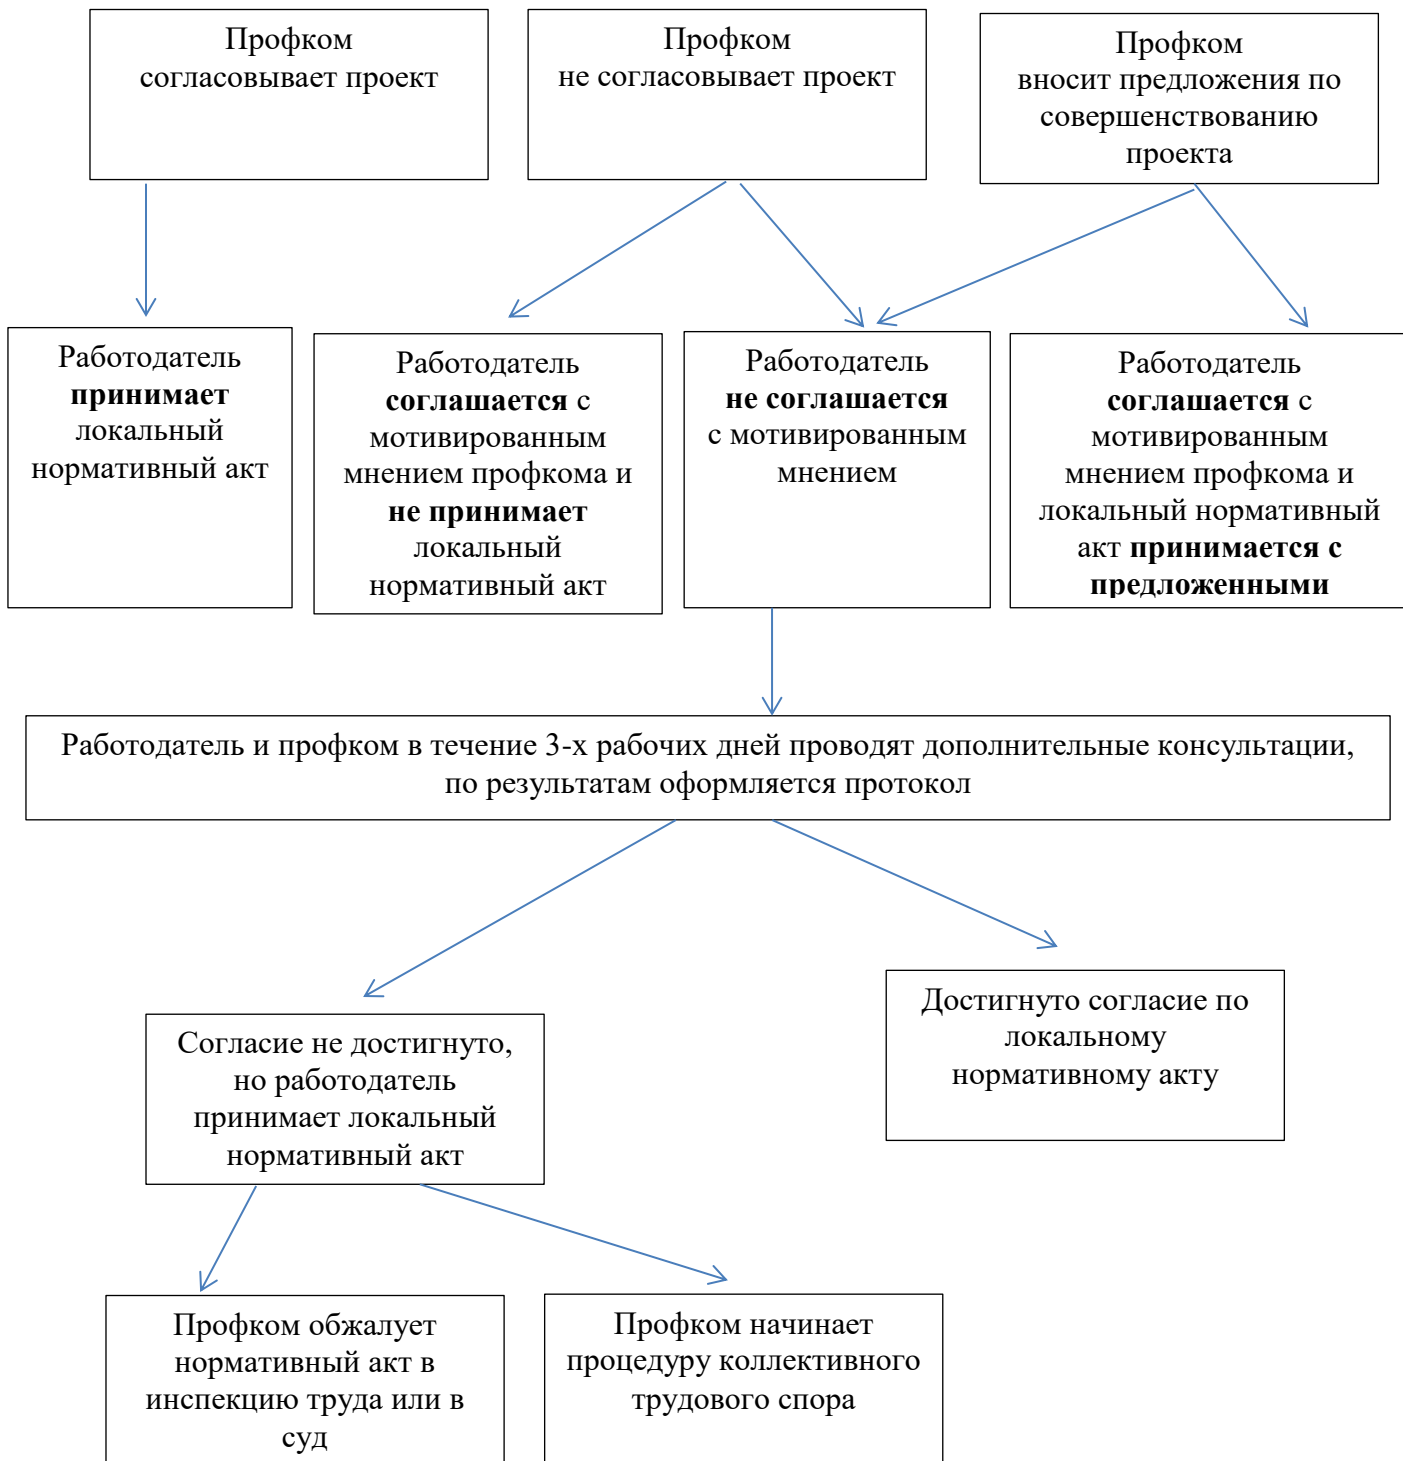 Профком
согласовывает проект
Профком
не согласовывает проект
Профком
вносит предложения по
совершенствованию
проекта
Работодатель
принимает
локальный
нормативный акт
Работодатель
соглашается с
мотивированным
мнением профкома и
не принимает
локальный
нормативный акт
Работодатель
не соглашается
с мотивированным
мнением
Работодатель
соглашается с
мотивированным
мнением профкома и
локальный нормативный
акт принимается с
предложенными
Работодатель и профком в течение 3-х рабочих дней проводят дополнительные консультации,
по результатам оформляется протокол
Согласие не достигнуто,
но работодатель
принимает локальный
нормативный акт
Достигнуто согласие по
локальному
нормативному акту
Профком обжалует
нормативный акт в
инспекцию труда или в
суд
Профком начинает
процедуру коллективного
трудового спора